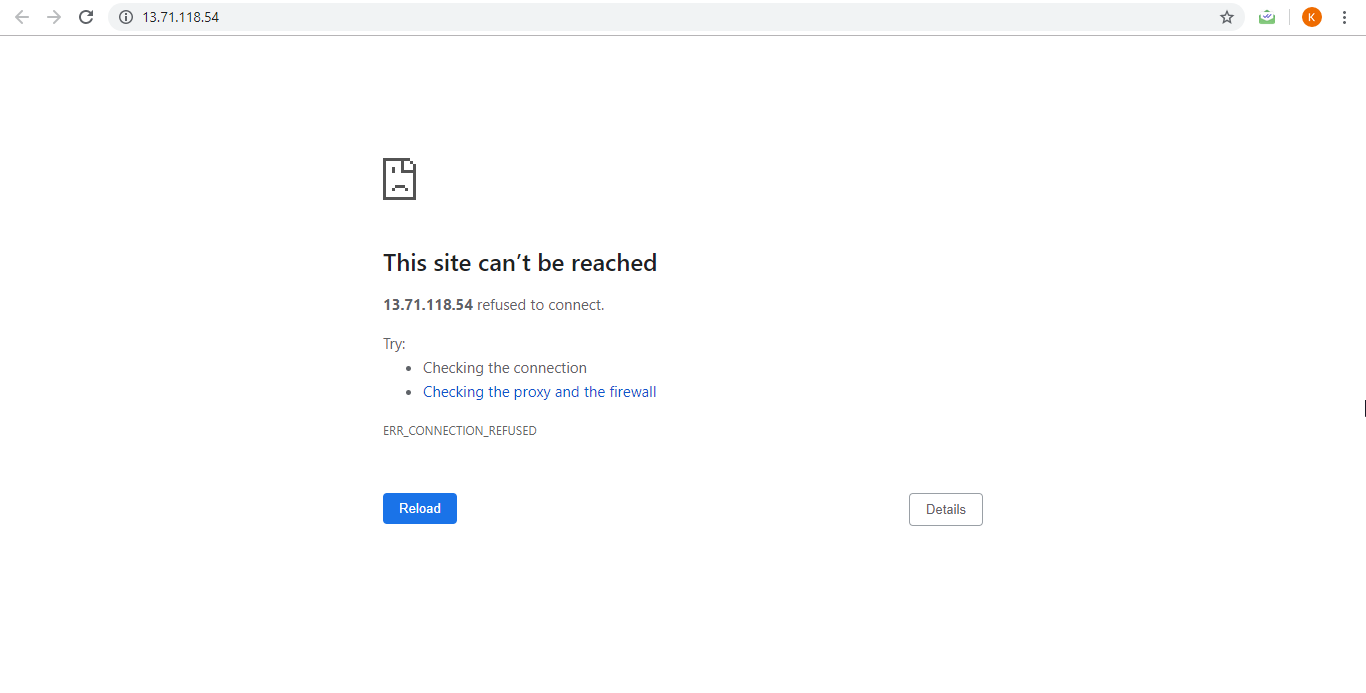 13.71.118.54
K
This site can’t be reached
13.71.118.54 refused to connect.
Try:
• Checking the connection
• Checking the proxy and the firewall
ERR_CONNECTION_REFUSED
Reload
Details